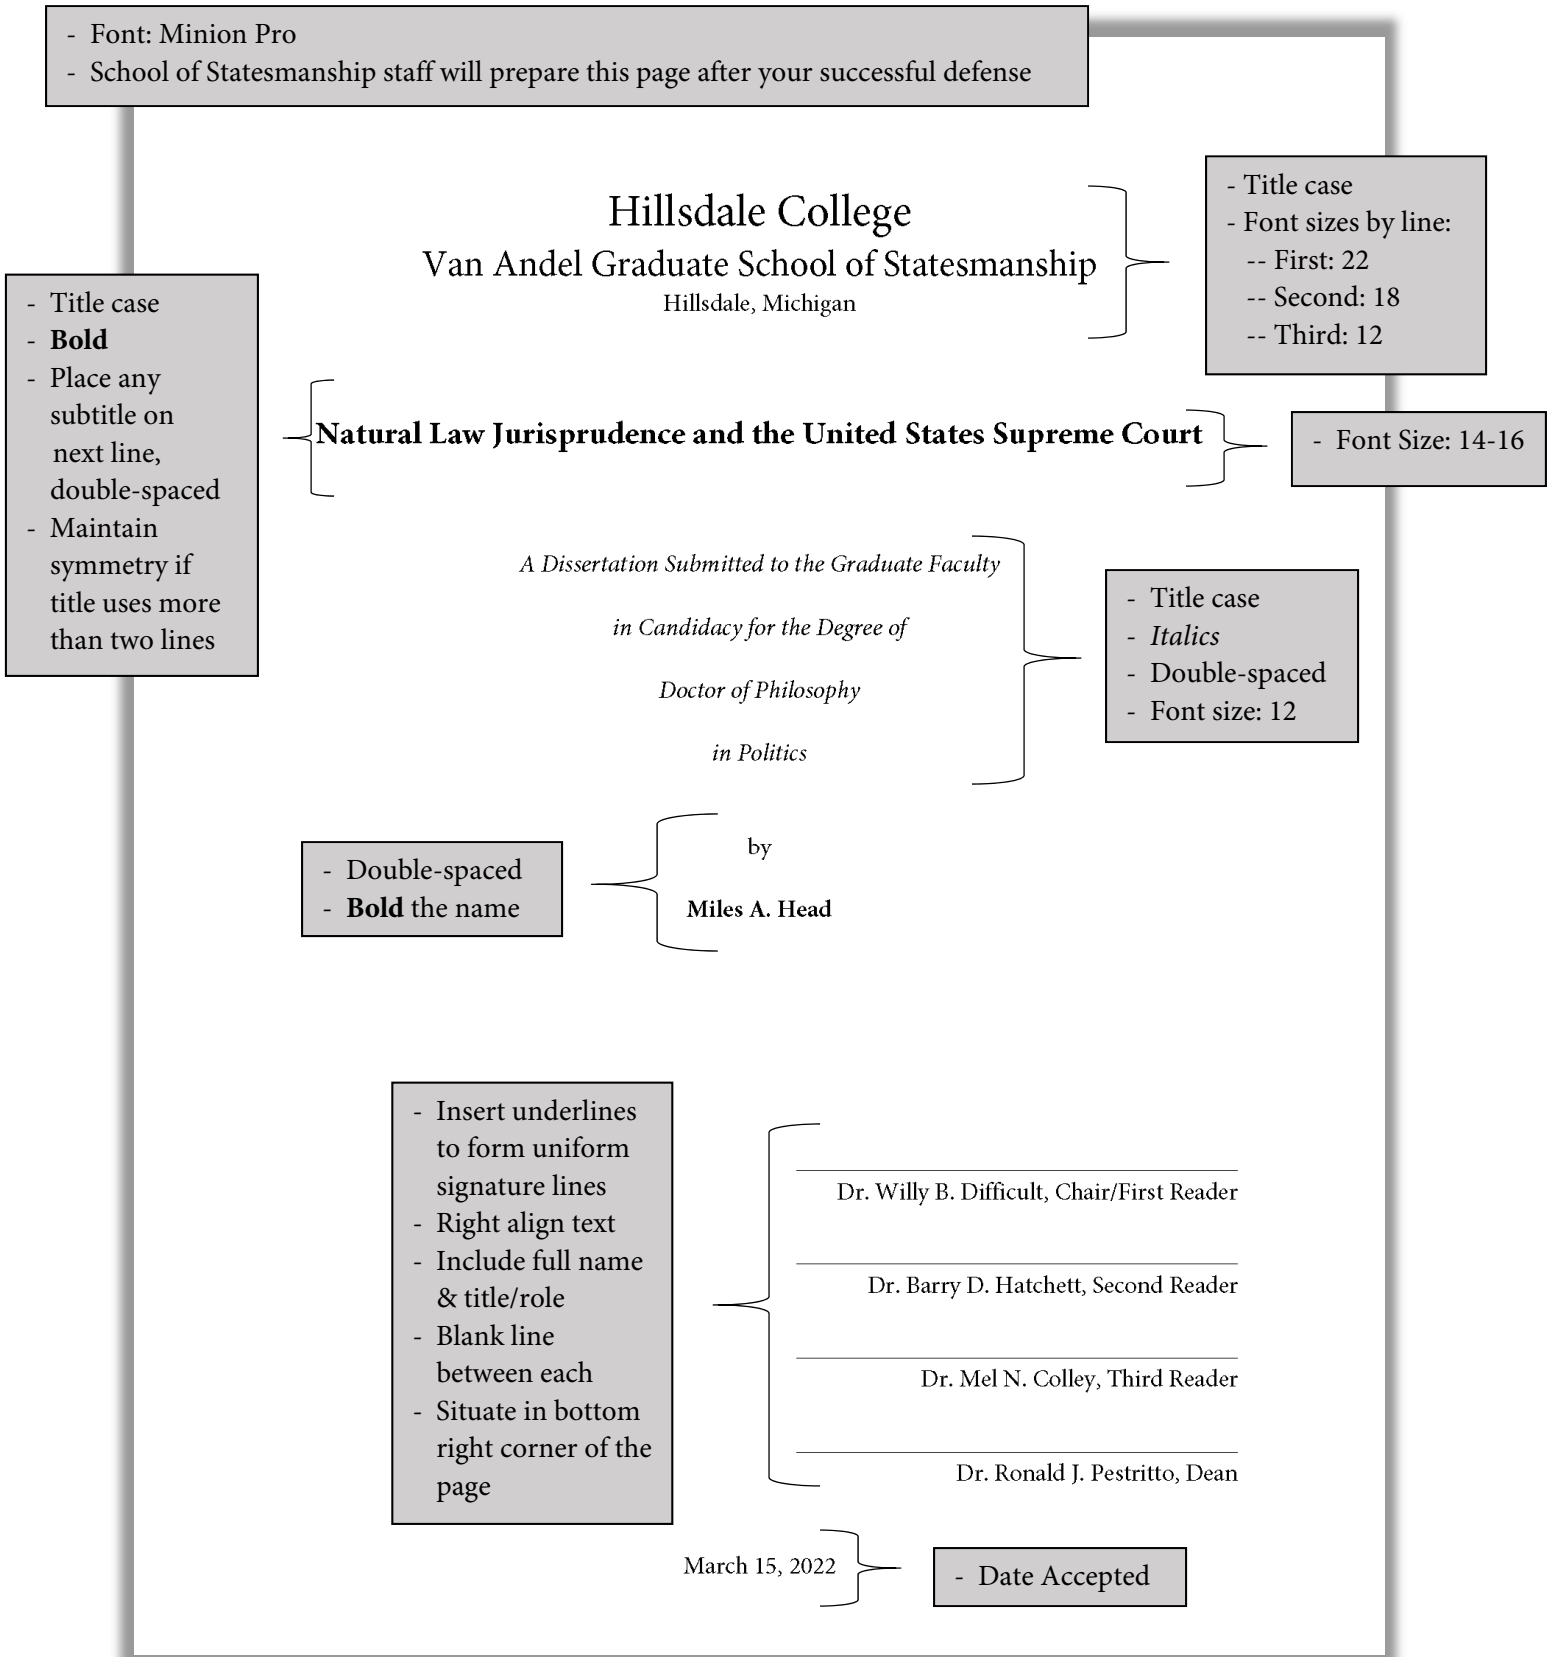 - Font: Minion Pro
- School of Statesmanship staff will prepare this page after your successful defense
Hillsdale College
Van Andel Graduate School of Statesmanship
Hillsdale, Michigan
- Title case
- Font sizes by line:
-- First: 22
-- Second: 18
-- Third: 12
- Title case
- Bold
- Place any
subtitle on
next line,
double-spaced
- Maintain
symmetry if
title uses more
than two lines
Natural Law Jurisprudence and the United States Supreme Court
- Font Size: 14-16
A Dissertation Submitted to the Graduate Faculty
in Candidacy for the Degree of
Doctor of Philosophy
in Politics
- Title case
- Italics
- Double-spaced
- Font size: 12
- Double-spaced
- Bold the name
by
Miles A. Head
- Insert underlines
to form uniform
signature lines
- Right align text
- Include full name
& title/role
- Blank line
between each
- Situate in bottom
right corner of the
page
Dr. Willy B. Difficult, Chair/First Reader
Dr. Barry D. Hatchett, Second Reader
Dr. Mel N. Colley, Third Reader
Dr. Ronald J. Pestritto, Dean
March 15, 2022
- Date Accepted